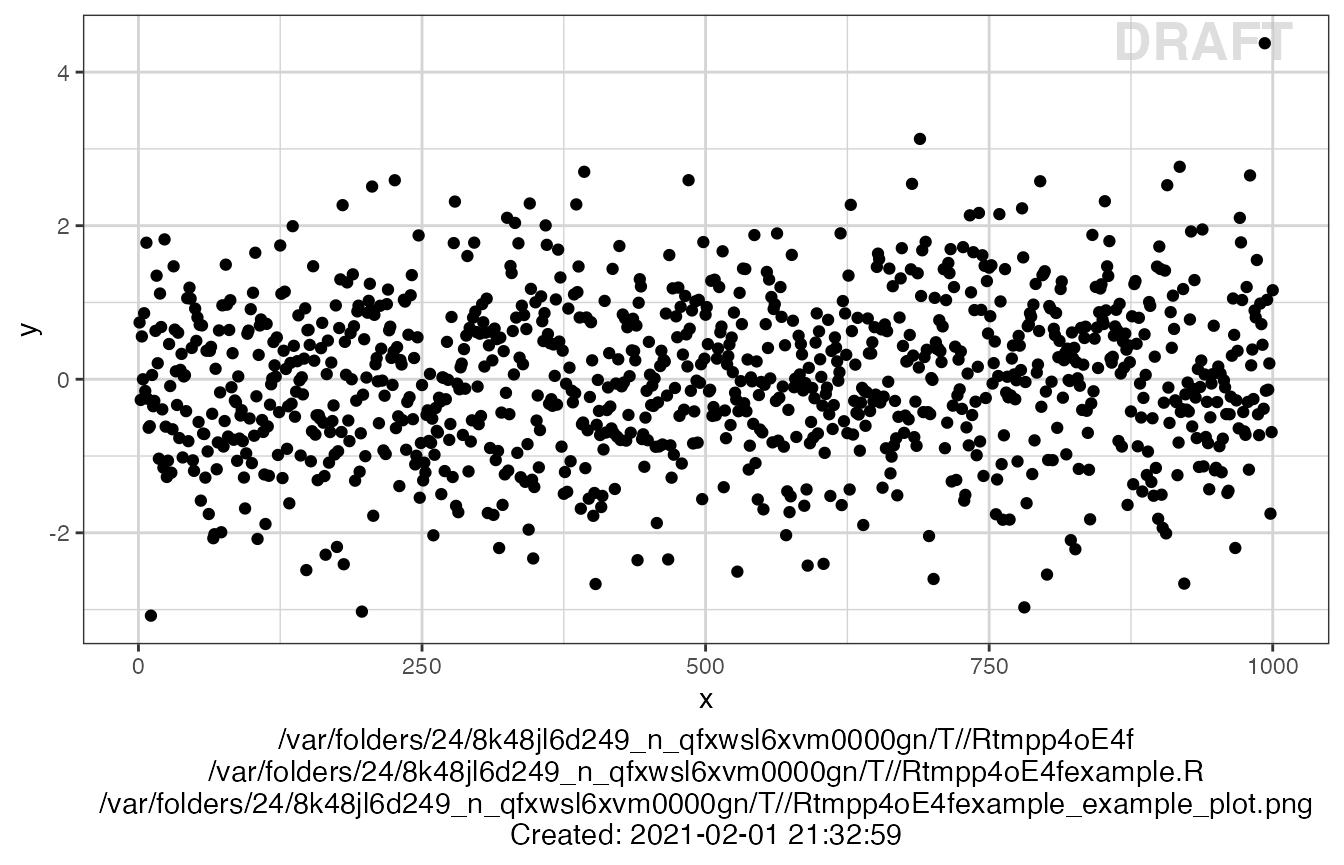 DRAFT
4
2
0
-2
y
0 250 500 750 1000
x
/var/folders/24/8k48jl6d249_n_qfxwsl6xvm0000gn/T//Rtmpp4oE4f
/var/folders/24/8k48jl6d249_n_qfxwsl6xvm0000gn/T//Rtmpp4oE4fexample.R
/var/folders/24/8k48jl6d249_n_qfxwsl6xvm0000gn/T//Rtmpp4oE4fexample_example_plot.png
Created: 2021-02-01 21:32:59